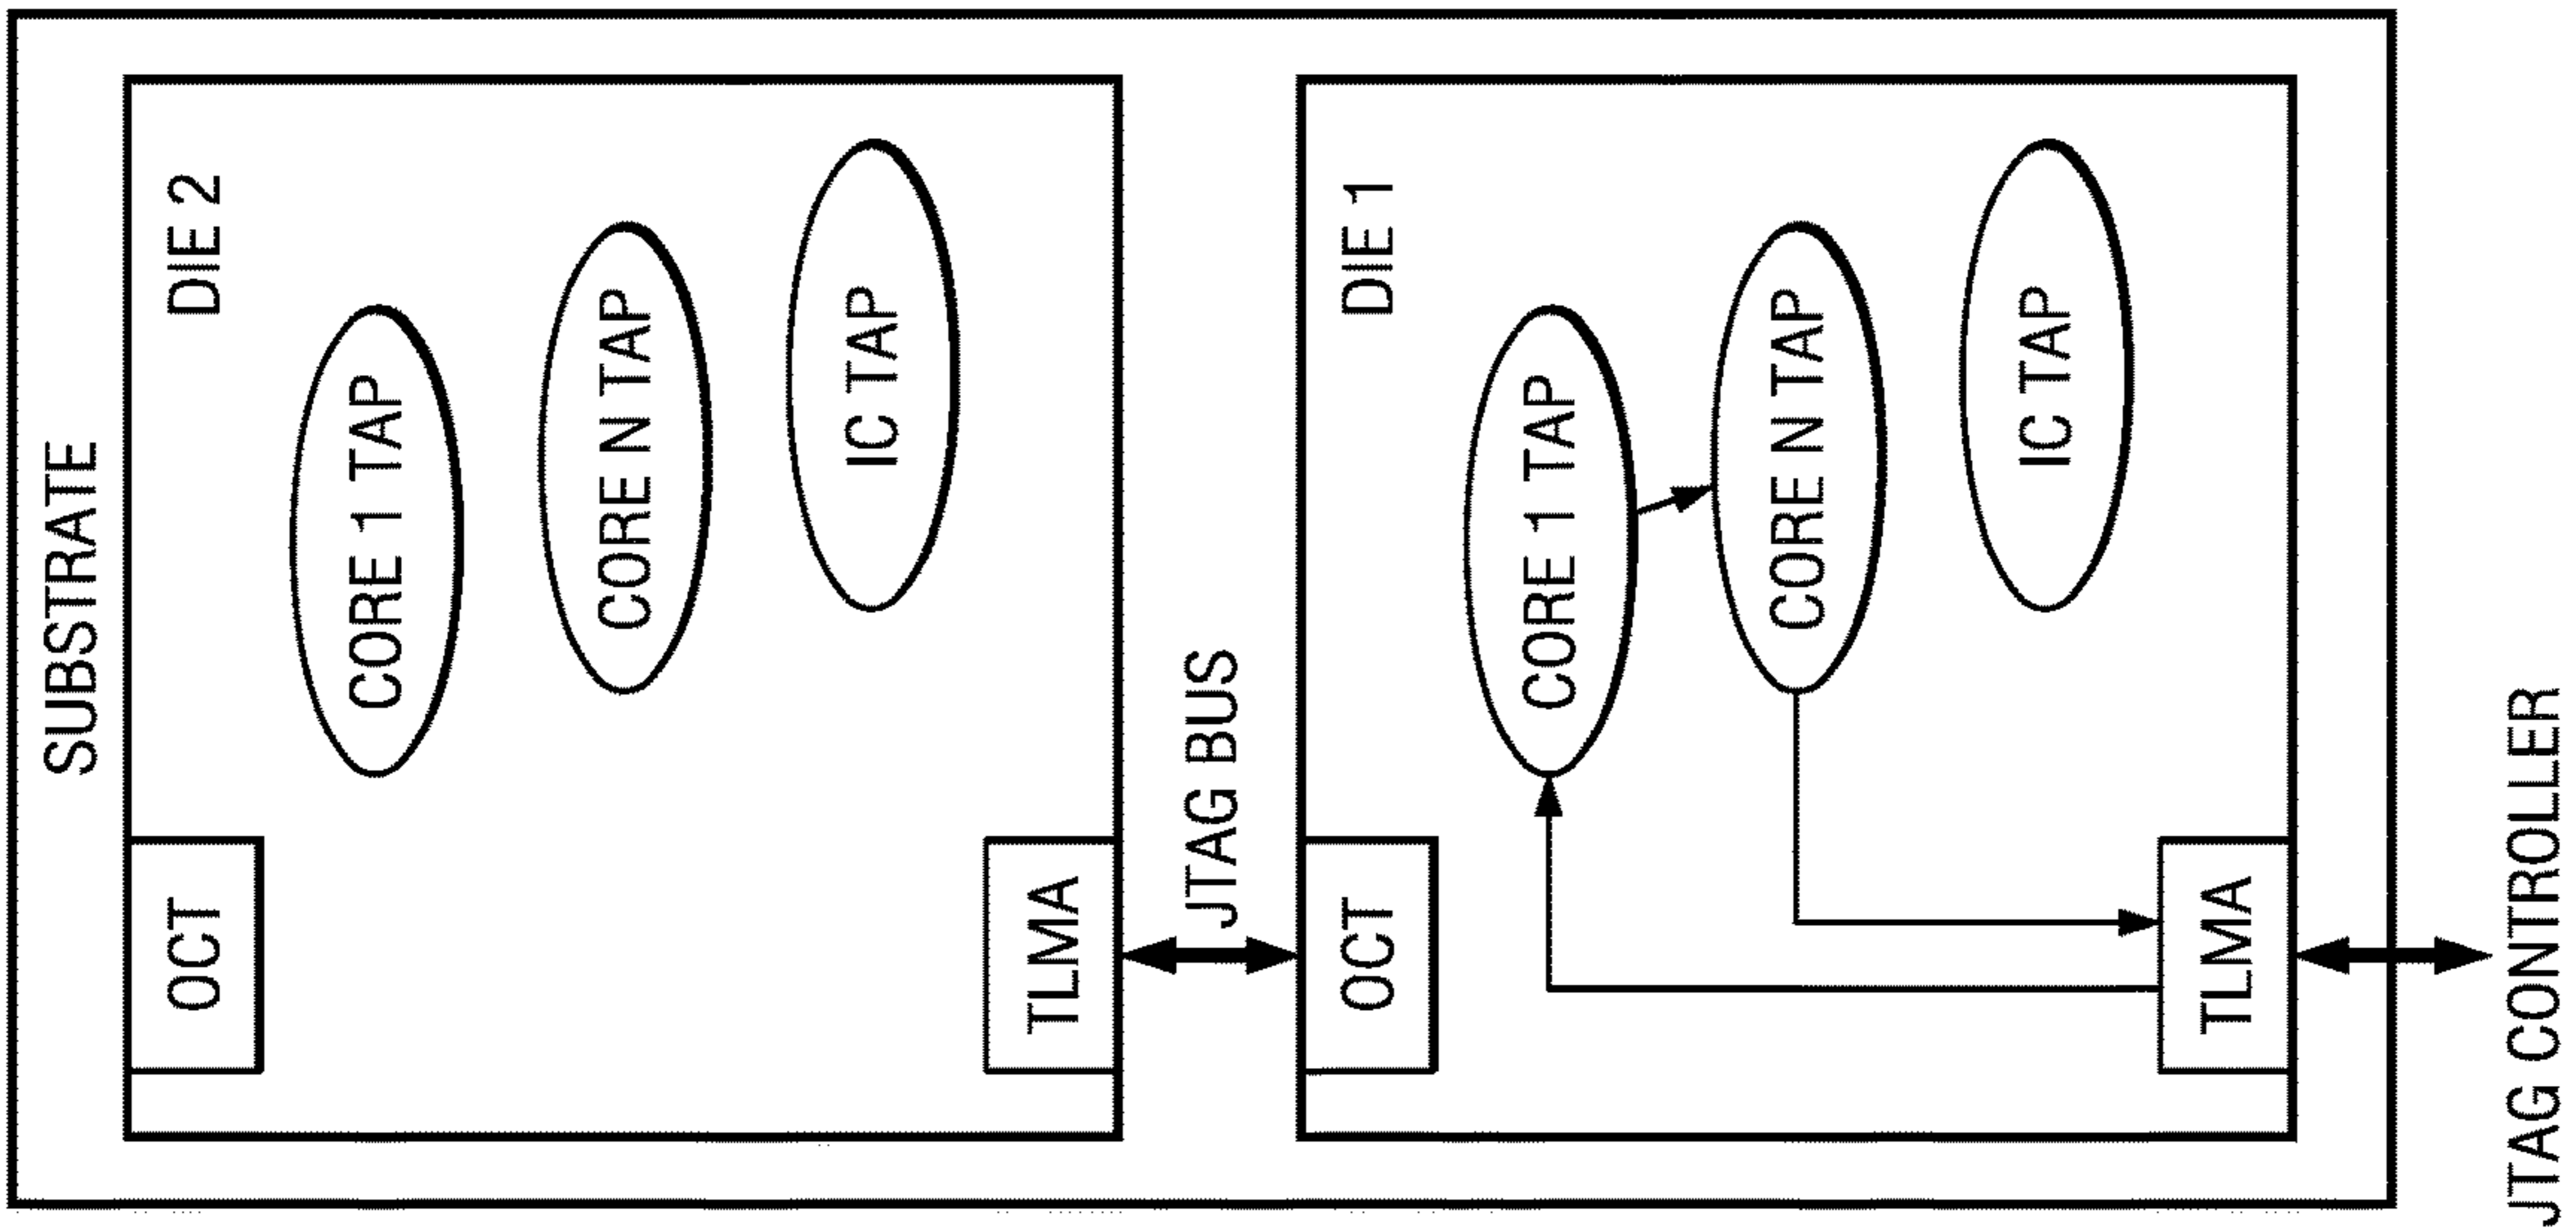 SUBSTRATE
DIE 2
OCT
CORE 1 TAP
CORE N TAP
IC TAP
TLMA
JTAG BUS
DIE 1
OCT
CORE 1 TAP
CORE N TAP
IC TAP
TLMA
JTAG CONTROLLER